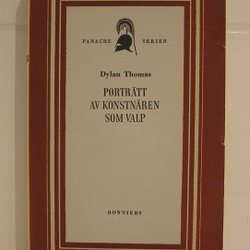 PANACHE SERIEN
Dylan Thomas
PORTRÄTT
AV KONSTNÄREN
SOM VALP
BONNIERS